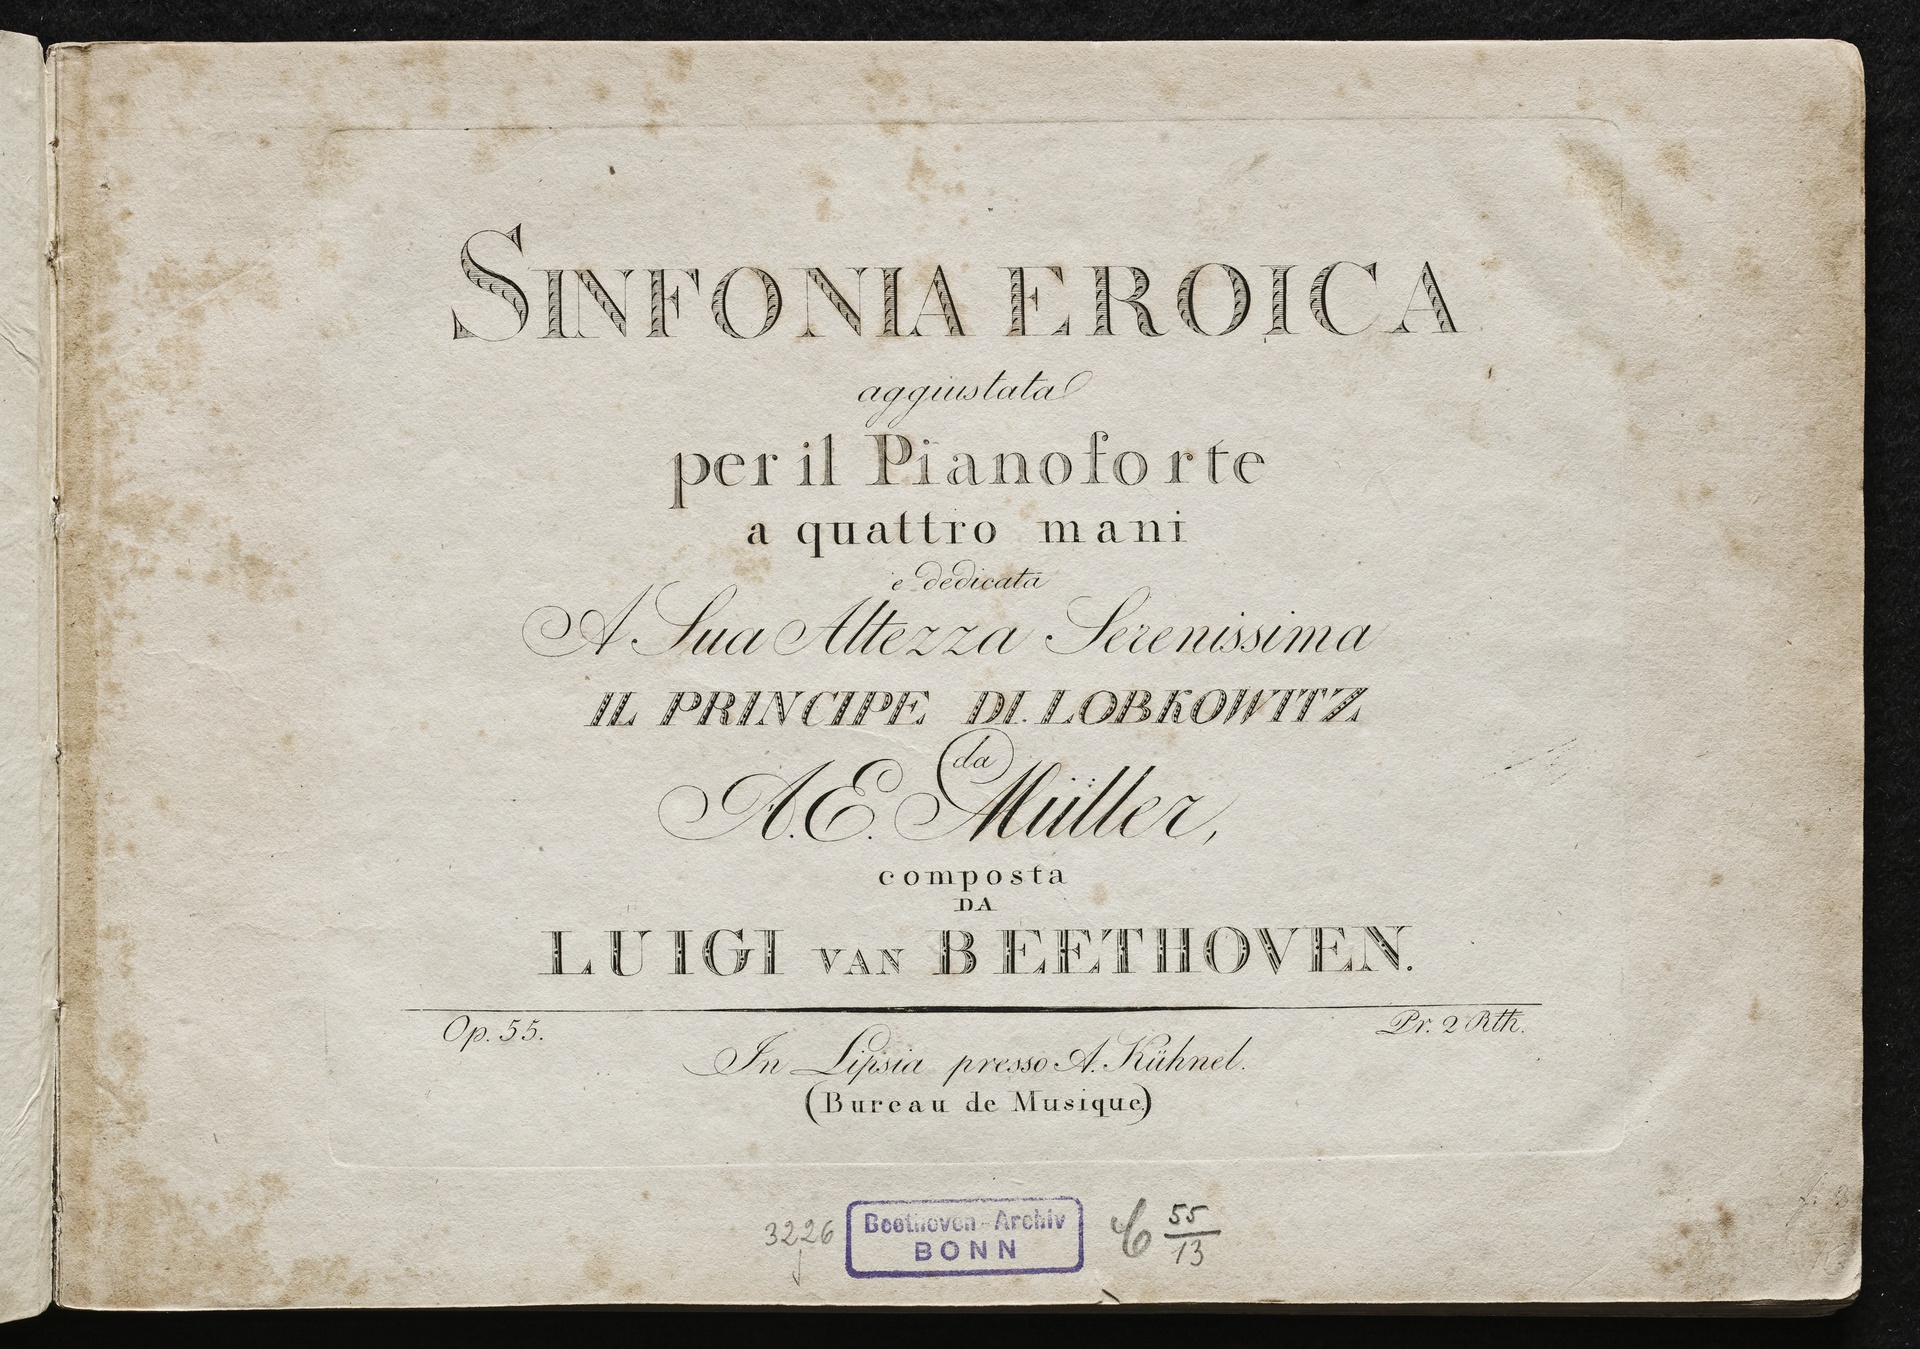 SINFONIA EROICA
aggiustata
per il Pianoforte
a quattro mani
e dedicata
A Sua Altezza Serenissima
IL PRINCIPE DI LOBKOWITZ
da
A. E. Müller,
composta
DA
LUIGI VAN BEETHOVEN.
Op. 55. Pr. 2 Rth.
In Lipsia presso A. Kühnel.
(Bureau de Musique)
3226 Beethoven-Archiv BONN C 55/13